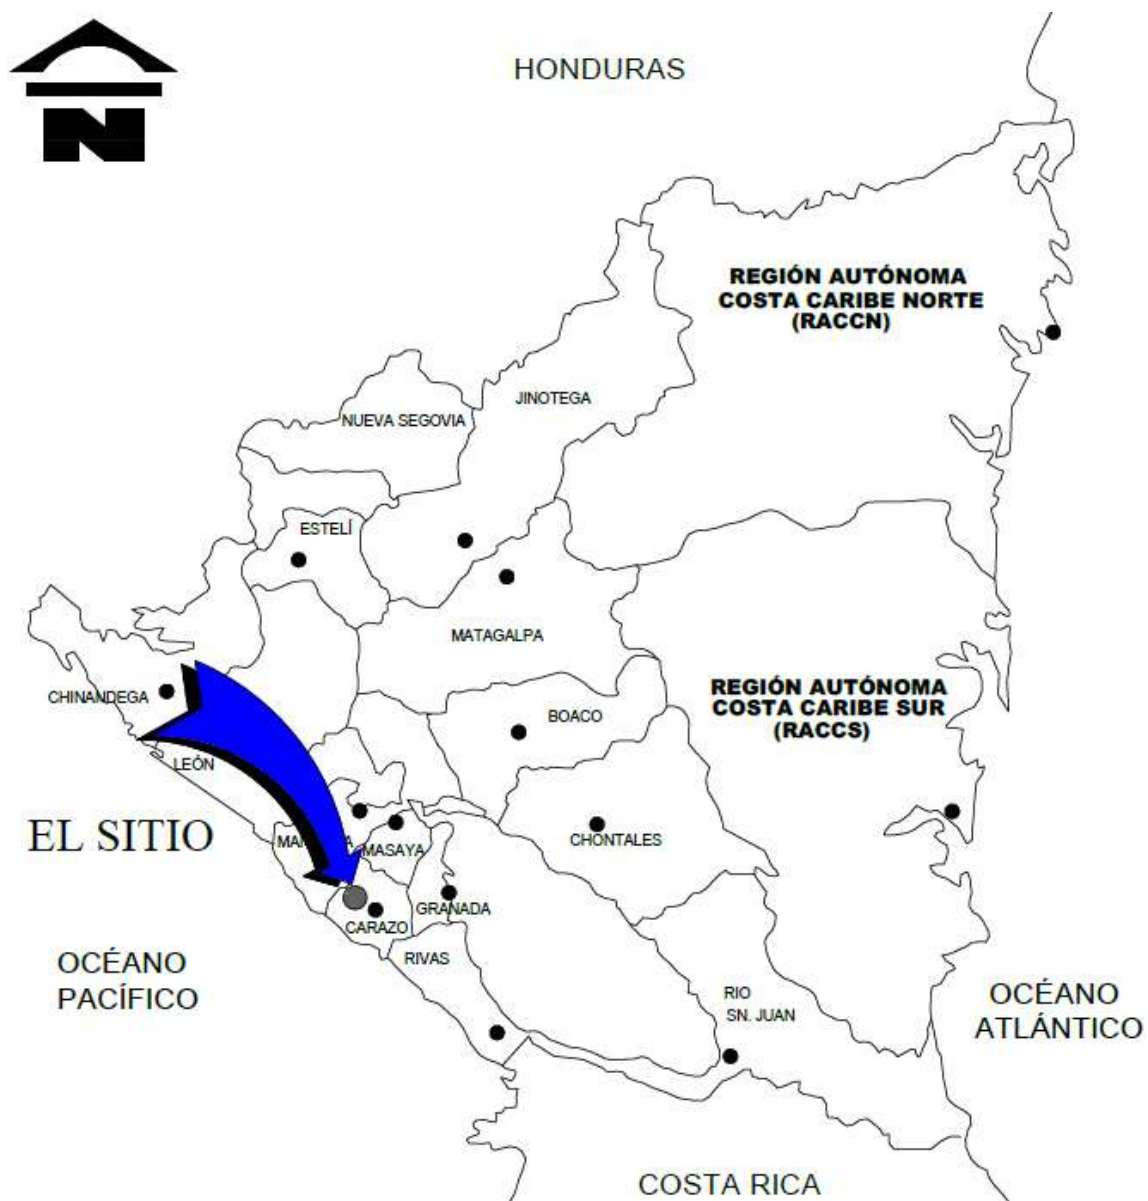 N
HONDURAS
REGIÓN AUTÓNOMA
COSTA CARIBE NORTE
(RACCN)
JINOTEGA
NUEVA SEGOVIA
ESTELÍ
MATAGALPA
CHINANDEGA
REGIÓN AUTÓNOMA
COSTA CARIBE SUR
(RACCS)
BOACO
LEÓN
EL SITIO
CHONTALES
MASAYA
GRANADA
CARAZO
RIVAS
OCÉANO
PACÍFICO
RIO
SN. JUAN
OCÉANO
ATLÁNTICO
COSTA RICA